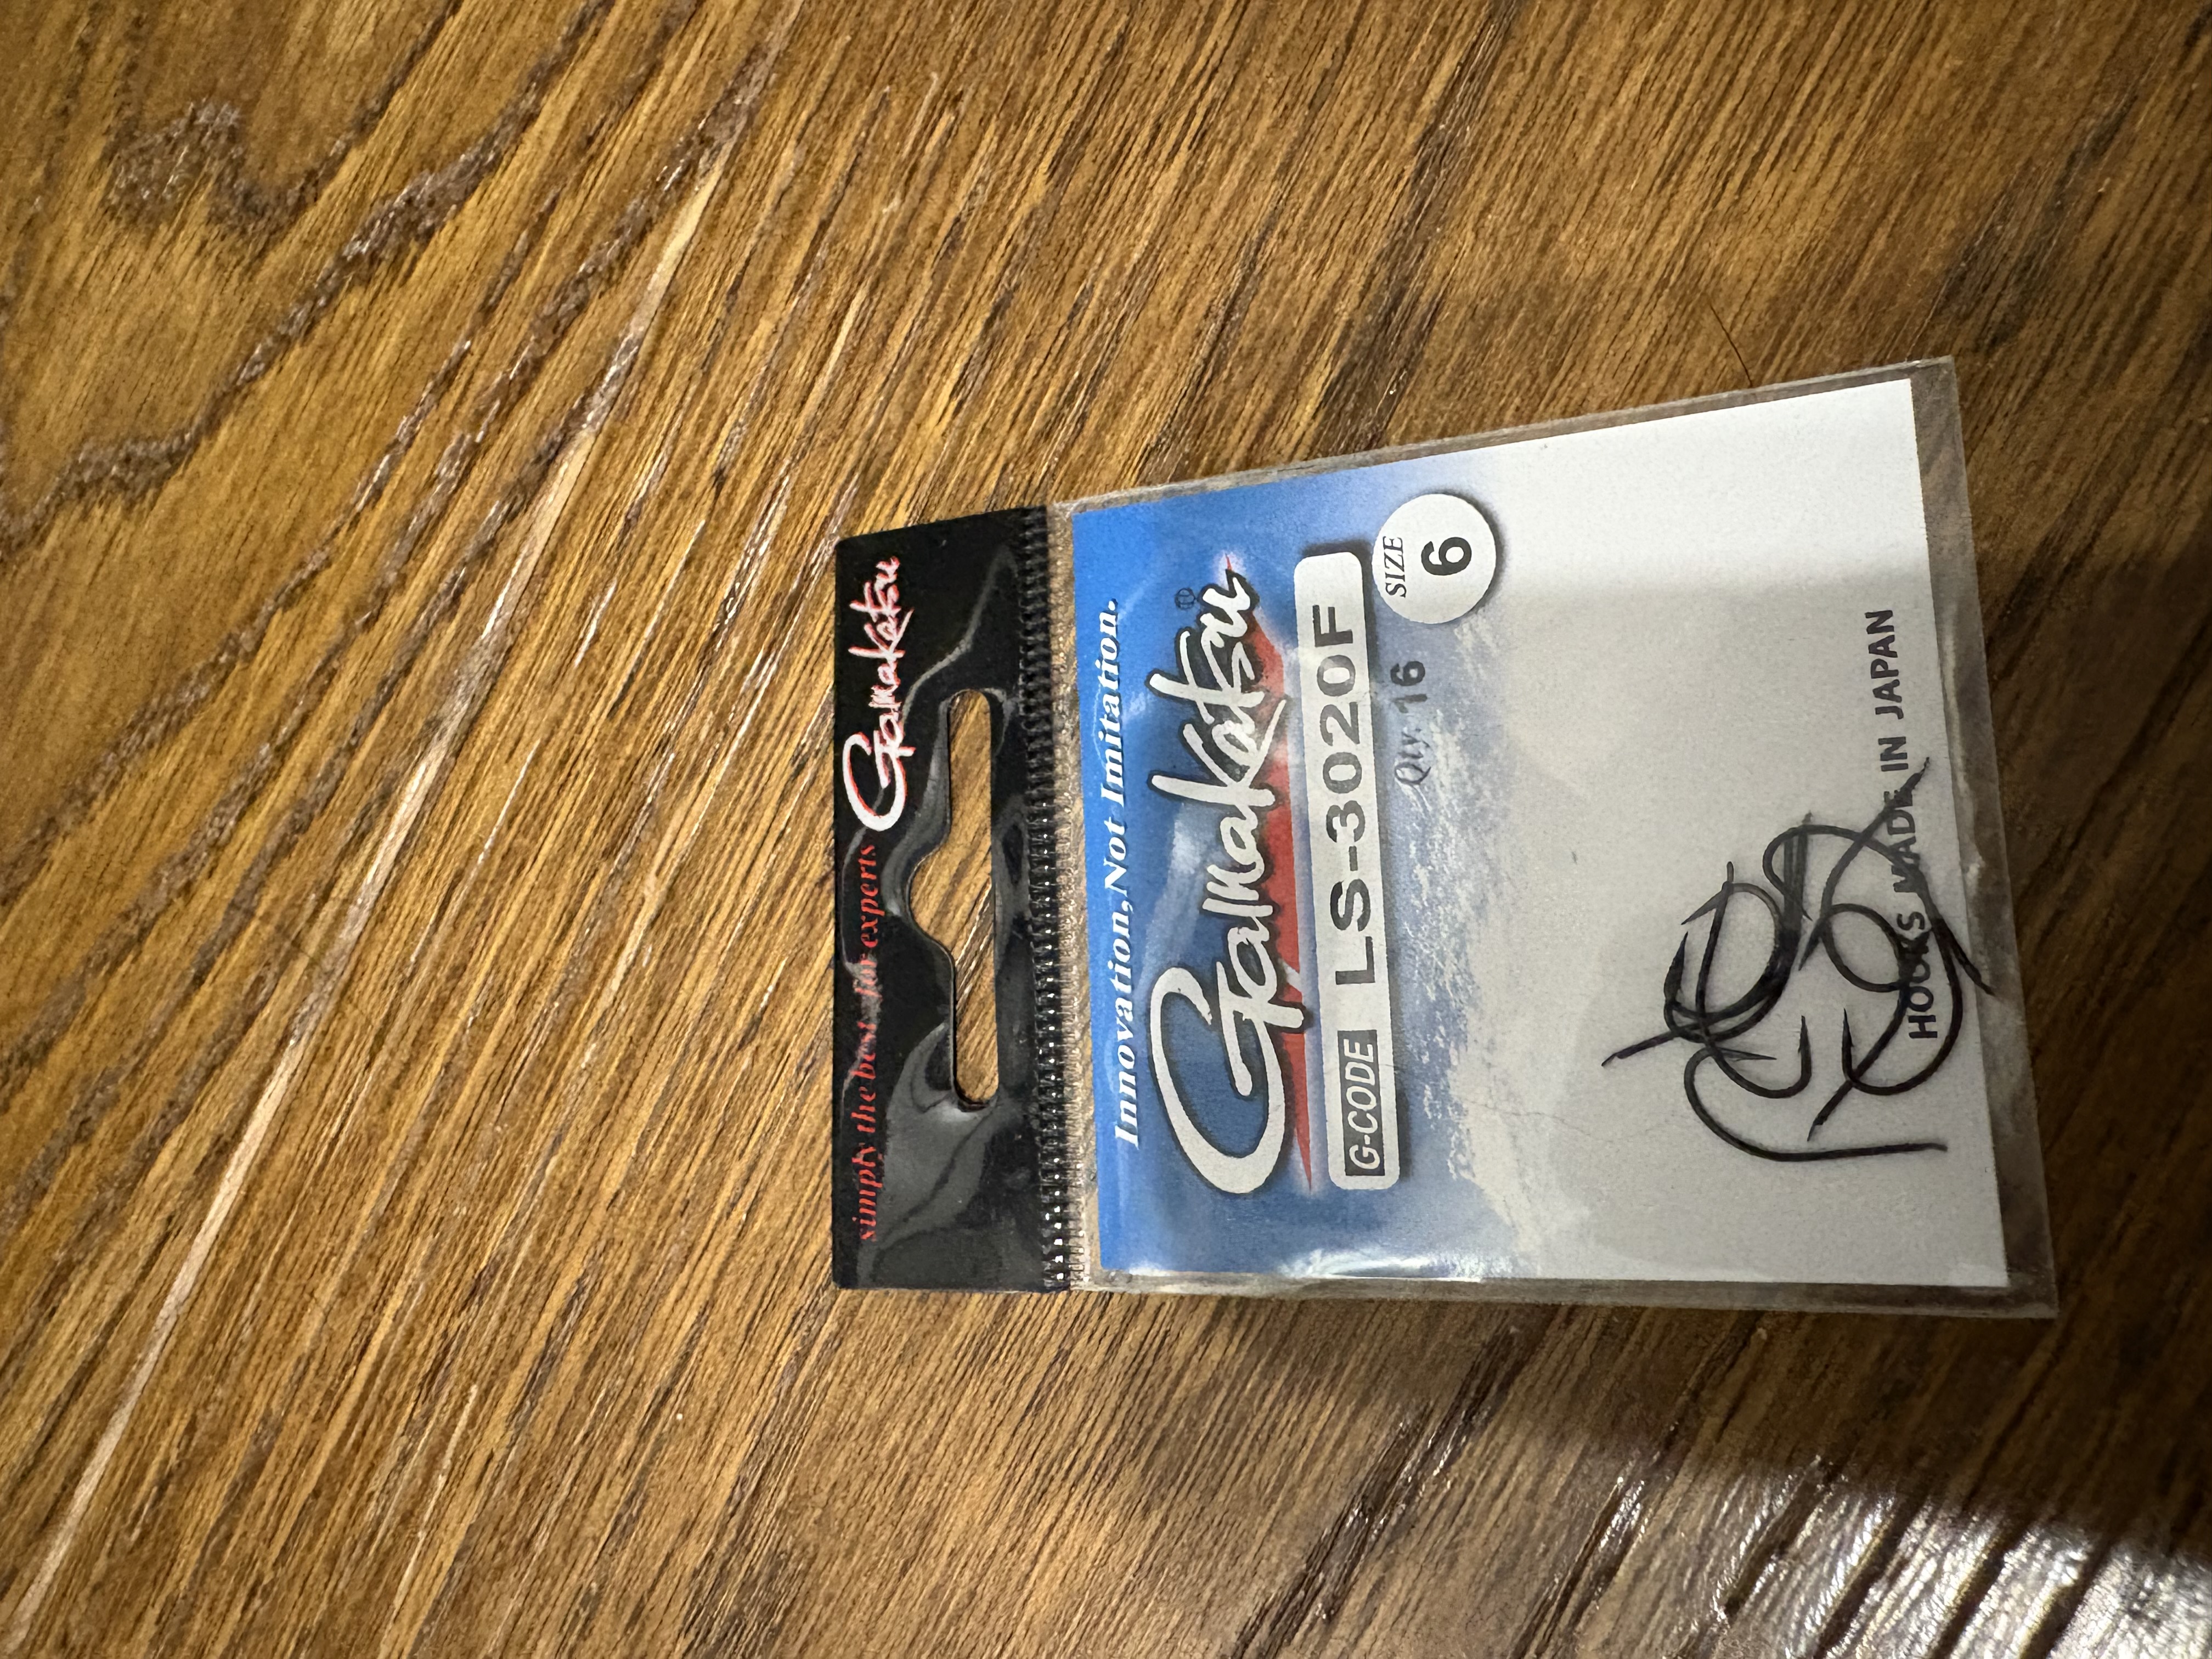 simply the best for experts Gamakatsu
Innovation,Not Imitation.
Gamakatsu®
G-CODE LS-3020F
Qty. 16
SIZE
6
HOOKS MADE IN JAPAN